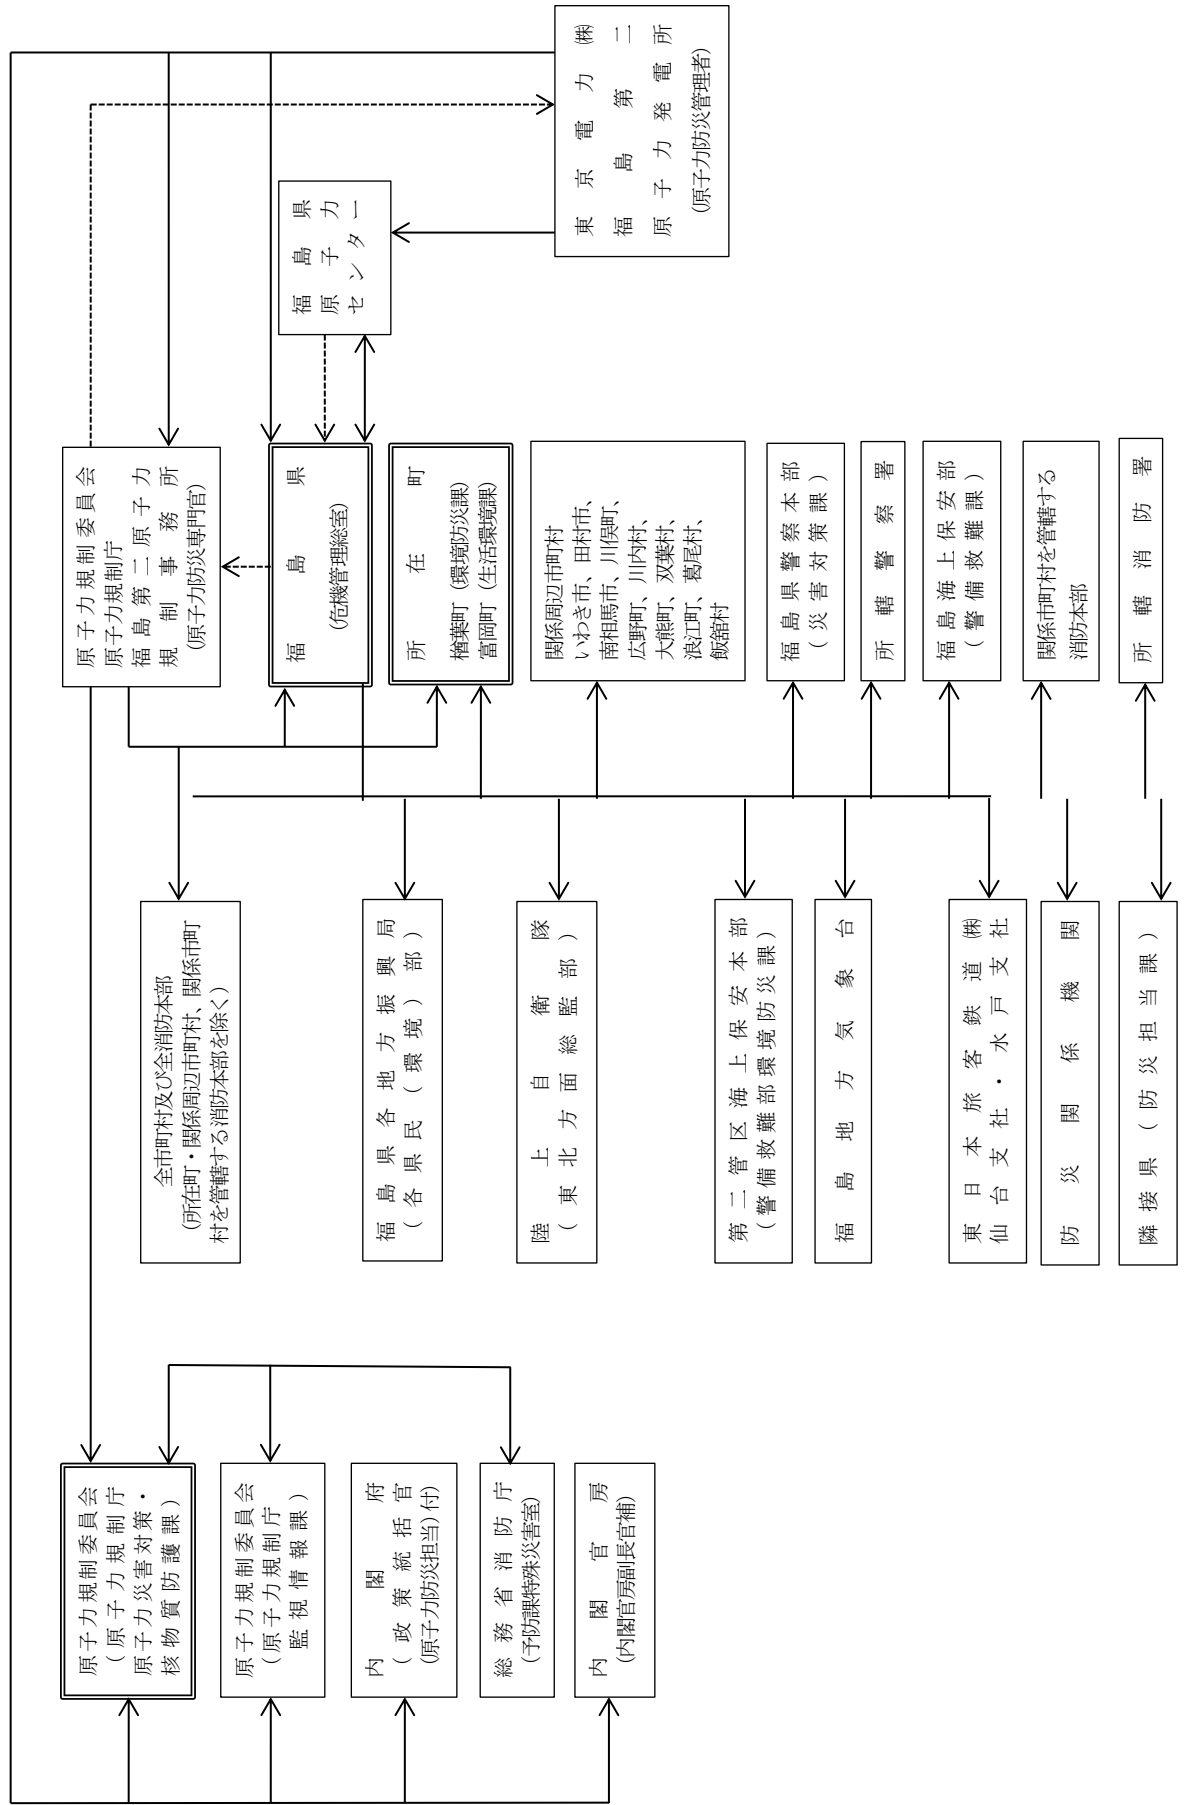 原子力規制委員会
(原子力規制庁
原子力災害対策・
核物質防護課)
原子力規制委員会
(原子力規制庁
監視情報課)
内閣府
(政策統括官
(原子力防災担当)付)
総務省消防庁
(予防課特殊災害室)
内閣官房
(内閣官房副長官補)
全市町村及び全消防本部
(所在町・関係周辺市町村、関係市町
村を管轄する消防本部を除く)
福島県各地方振興局
(各県民(環境)部)
陸上自衛隊
(東北方面総監部)
第二管区海上保安本部
(警備救難部環境防災課)
福島地方気象台
東日本旅客鉄道㈱
仙台支社・水戸支社
防災関係機関
隣接県(防災担当課)
原子力規制委員会
原子力規制庁
福島第二原子力
規制事務所
(原子力防災専門官)
福島県
(危機管理総室)
所在町
楢葉町(環境防災課)
富岡町(生活環境課)
関係周辺市町村
いわき市、田村市、
南相馬市、川俣町、
広野町、川内村、
大熊町、双葉村、
浪江町、葛尾村、
飯舘村
福島県警察本部
(災害対策課)
所轄警察署
福島海上保安部
(警備救難課)
関係市町村を管轄する
消防本部
所轄消防署
福島県
原子力
センター
東京電力㈱
福島第二
原子力発電所
(原子力防災管理者)